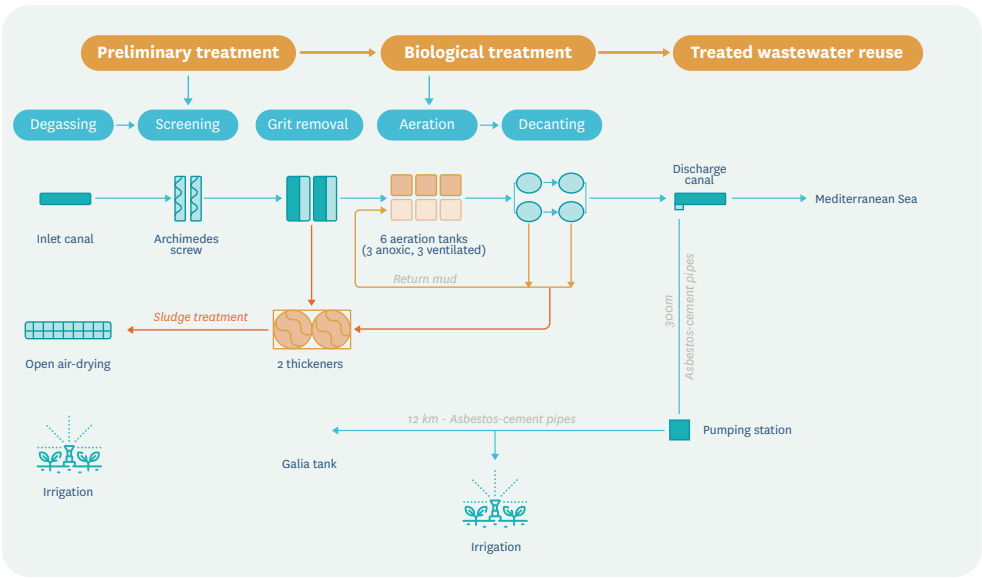 Preliminary treatment
Biological treatment
Treated wastewater reuse
Degassing
Screening
Grit removal
Aeration
Decanting
Discharge
canal
Mediterranean Sea
Inlet canal
Archimedes
screw
6 aeration tanks
(3 anoxic, 3 ventilated)
Return mud
300m
Asbestos-cement pipes
Sludge treatment
Open air-drying
2 thickeners
12 km - Asbestos-cement pipes
Pumping station
Galia tank
Irrigation
Irrigation